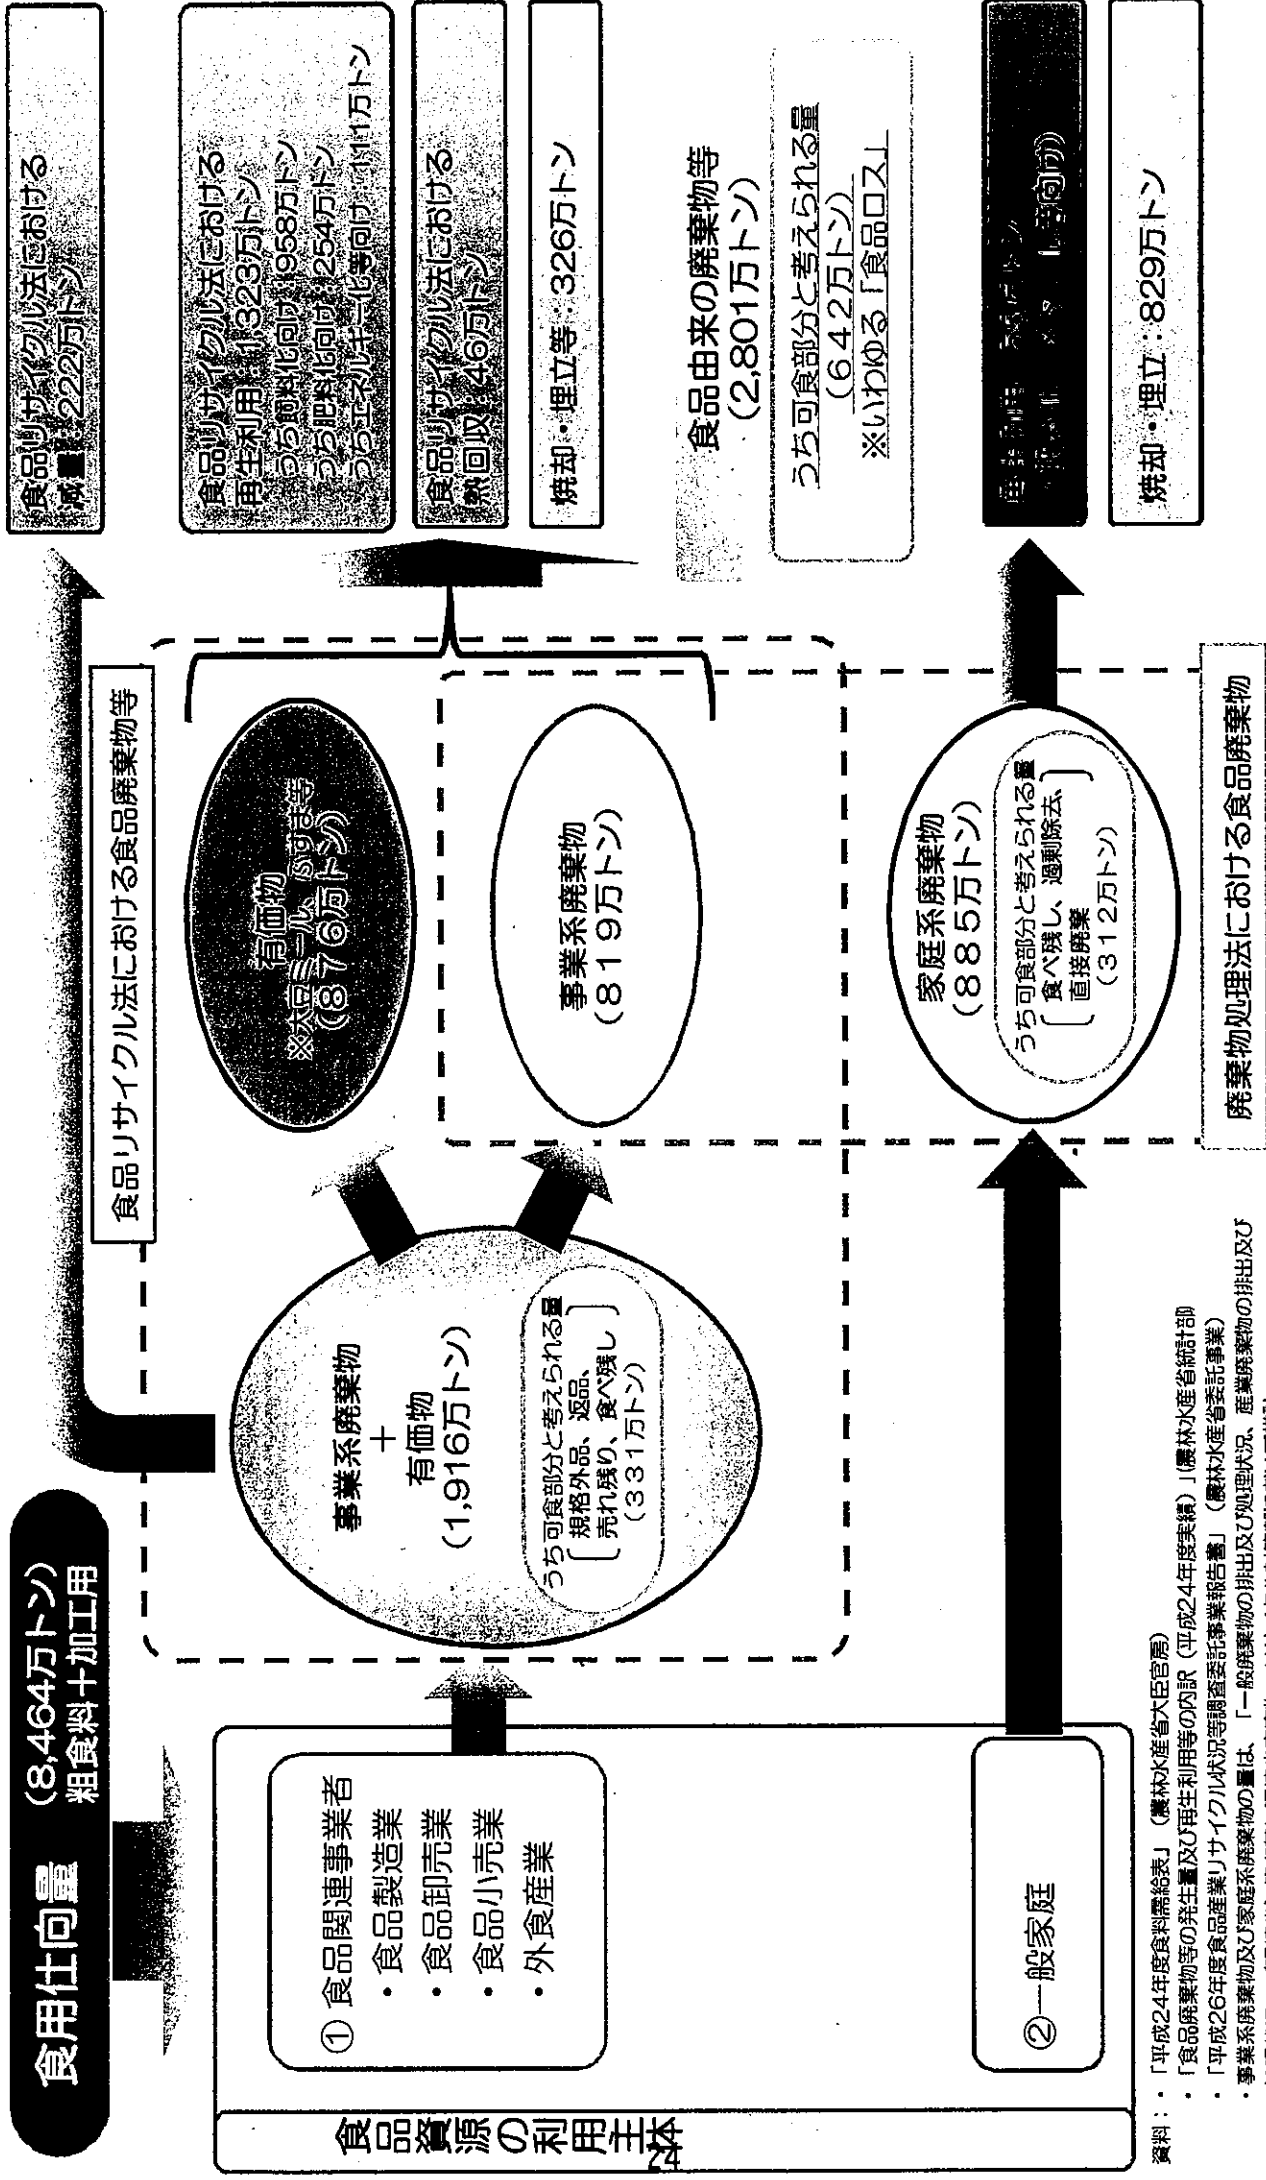 食用仕向量
(8,464万トン)
粗食料+加工用
食品資源の利用主体
① 食品関連事業者
・食品製造業
・食品卸売業
・食品小売業
・外食産業
②一般家庭
事業系廃棄物
+
有価物
(1,916万トン)
うち可食部分と考えられる量
規格外品、返品、
売れ残り、食べ残し
(331万トン)
食品リサイクル法における食品廃棄物等
有価物
※大豆ミール、ふすま等
(876万トン)
事業系廃棄物
(819万トン)
家庭系廃棄物
(885万トン)
うち可食部分と考えられる量
食べ残し、過剰除去、
直接廃棄
(312万トン)
廃棄物処理法における食品廃棄物
食品リサイクル法における
減量:222万トン
食品リサイクル法における
再生利用:1,323万トン
うち飼料化向け:958万トン
うち肥料化向け:254万トン
うちエネルギー化等向け:111万トン
食品リサイクル法における
熱回収:46万トン
焼却・埋立等:326万トン
食品由来の廃棄物等
(2,801万トン)
うち可食部分と考えられる量
(642万トン)
※いわゆる「食品ロス」
再生利用
焼却・埋立:829万トン
資料:・「平成24年度食料需給表」(農林水産省大臣官房)
・「食品廃棄物等の発生量及び再生利用等の内訳(平成24年度実績)」(農林水産省統計部
・「平成26年度食品産業リサイクル状況等調査委託事業報告書」(農林水産省委託事業)
・事業系廃棄物及び家庭系廃棄物の量は、「一般廃棄物の排出及び処理状況、産業廃棄物の排出及び
24